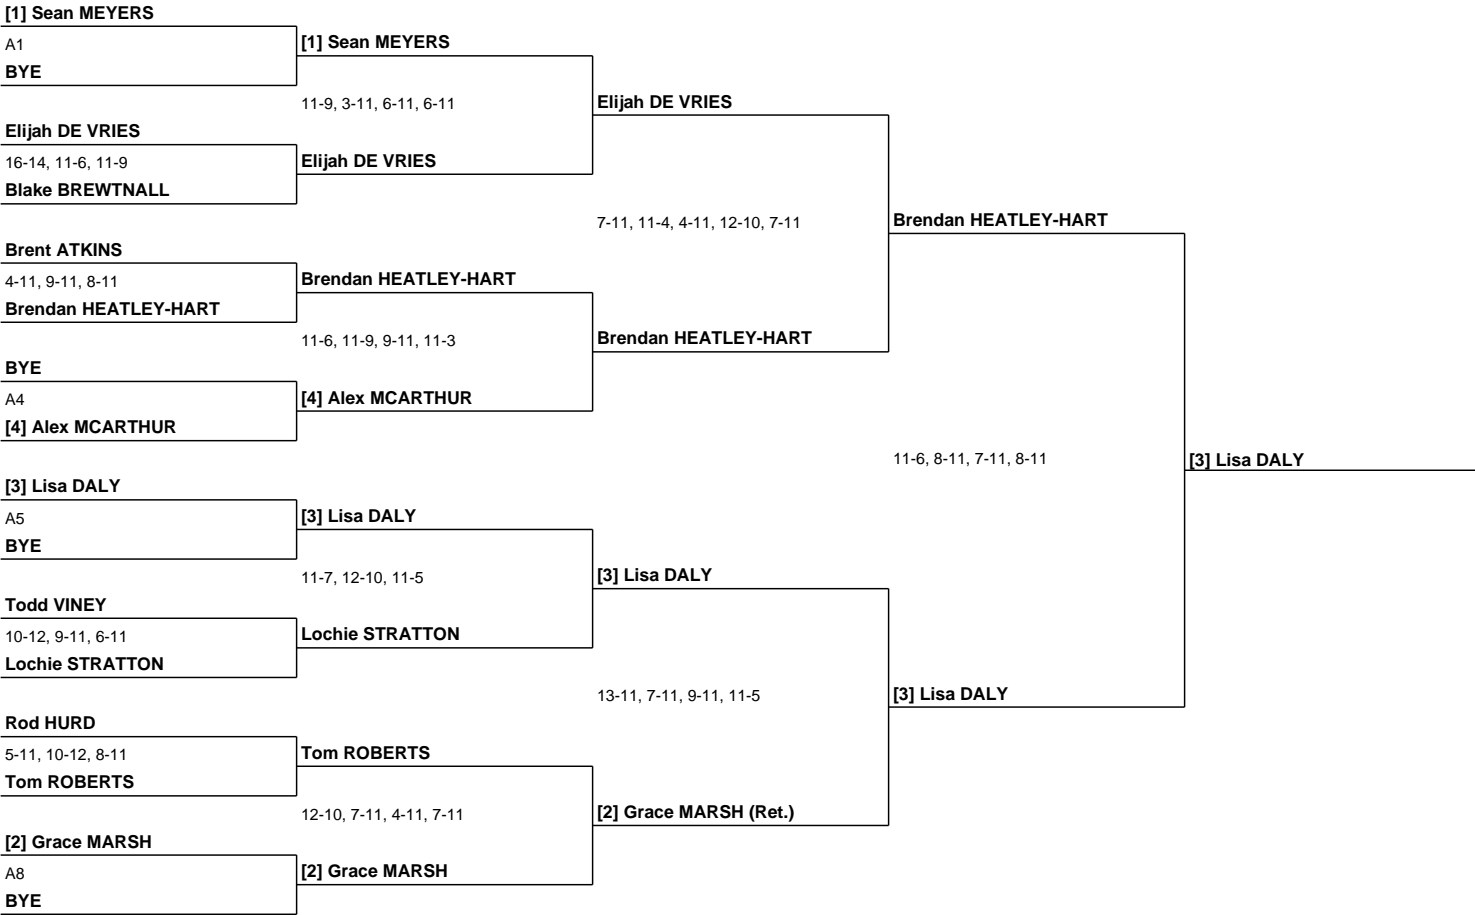 [1] Sean MEYERS
A1
BYE
Elijah DE VRIES
16-14, 11-6, 11-9
Blake BREWTNALL
Brent ATKINS
4-11, 9-11, 8-11
Brendan HEATLEY-HART
BYE
A4
[4] Alex MCARTHUR
[3] Lisa DALY
A5
BYE
Todd VINEY
10-12, 9-11, 6-11
Lochie STRATTON
Rod HURD
5-11, 10-12, 8-11
Tom ROBERTS
[2] Grace MARSH
A8
BYE
[1] Sean MEYERS
11-9, 3-11, 6-11, 6-11
Elijah DE VRIES
Brendan HEATLEY-HART
11-6, 11-9, 9-11, 11-3
[4] Alex MCARTHUR
[3] Lisa DALY
11-7, 12-10, 11-5
Lochie STRATTON
Tom ROBERTS
12-10, 7-11, 4-11, 7-11
[2] Grace MARSH
Elijah DE VRIES
7-11, 11-4, 4-11, 12-10, 7-11
Brendan HEATLEY-HART
[3] Lisa DALY
13-11, 7-11, 9-11, 11-5
[2] Grace MARSH (Ret.)
Brendan HEATLEY-HART
11-6, 8-11, 7-11, 8-11
[3] Lisa DALY
[3] Lisa DALY